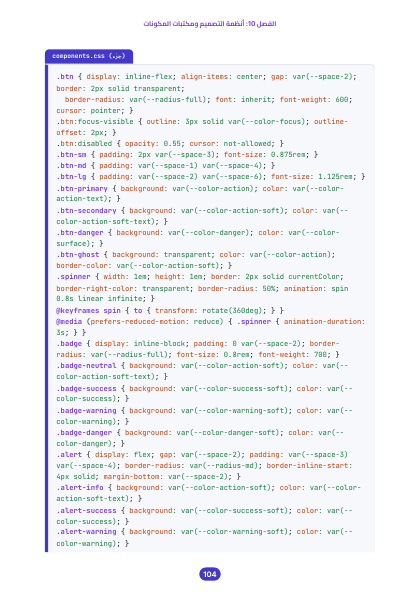 الفصل 10: أنظمة التصميم ومكتبات المكونات
components.css (جزء)
.btn { display: inline-flex; align-items: center; gap: var(--space-2);
border: 2px solid transparent;
border-radius: var(--radius-full); font: inherit; font-weight: 600;
cursor: pointer; }
.btn:focus-visible { outline: 3px solid var(--color-focus); outline-
offset: 2px; }
.btn:disabled { opacity: 0.55; cursor: not-allowed; }
.btn-sm { padding: 2px var(--space-3); font-size: 0.875rem; }
.btn-md { padding: var(--space-1) var(--space-4); }
.btn-lg { padding: var(--space-2) var(--space-6); font-size: 1.125rem; }
.btn-primary { background: var(--color-action); color: var(--color-
action-text); }
.btn-secondary { background: var(--color-action-soft); color: var(--
color-action-soft-text); }
.btn-danger { background: var(--color-danger); color: var(--color-
surface); }
.btn-ghost { background: transparent; color: var(--color-action);
border-color: var(--color-action-soft); }
.spinner { width: 1em; height: 1em; border: 2px solid currentColor;
border-right-color: transparent; border-radius: 50%; animation: spin
0.8s linear infinite; }
@keyframes spin { to { transform: rotate(360deg); } }
@media (prefers-reduced-motion: reduce) { .spinner { animation-duration:
3s; } }
.badge { display: inline-block; padding: 0 var(--space-2); border-
radius: var(--radius-full); font-size: 0.8rem; font-weight: 700; }
.badge-neutral { background: var(--color-action-soft); color: var(--
color-action-soft-text); }
.badge-success { background: var(--color-success-soft); color: var(--
color-success); }
.badge-warning { background: var(--color-warning-soft); color: var(--
color-warning); }
.badge-danger { background: var(--color-danger-soft); color: var(--
color-danger); }
.alert { display: flex; gap: var(--space-2); padding: var(--space-3)
var(--space-4); border-radius: var(--radius-md); border-inline-start:
4px solid; margin-bottom: var(--space-2); }
.alert-info { background: var(--color-action-soft); color: var(--color-
action-soft-text); }
.alert-success { background: var(--color-success-soft); color: var(--
color-success); }
.alert-warning { background: var(--color-warning-soft); color: var(--
color-warning); }
104